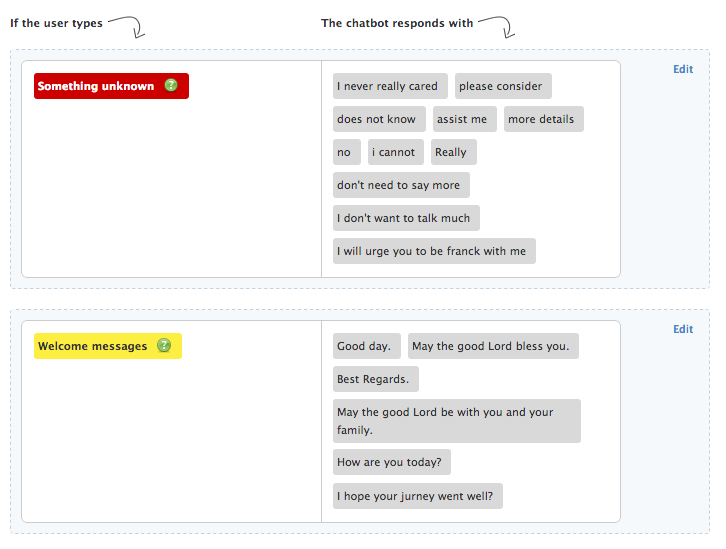 If the user types
The chatbot responds with
Edit
Something unknown
I never really cared
please consider
does not know
assist me
more details
no
i cannot
Really
don't need to say more
I don't want to talk much
I will urge you to be franck with me
Edit
Welcome messages
Good day.
May the good Lord bless you.
Best Regards.
May the good Lord be with you and your
family.
How are you today?
I hope your jurney went well?